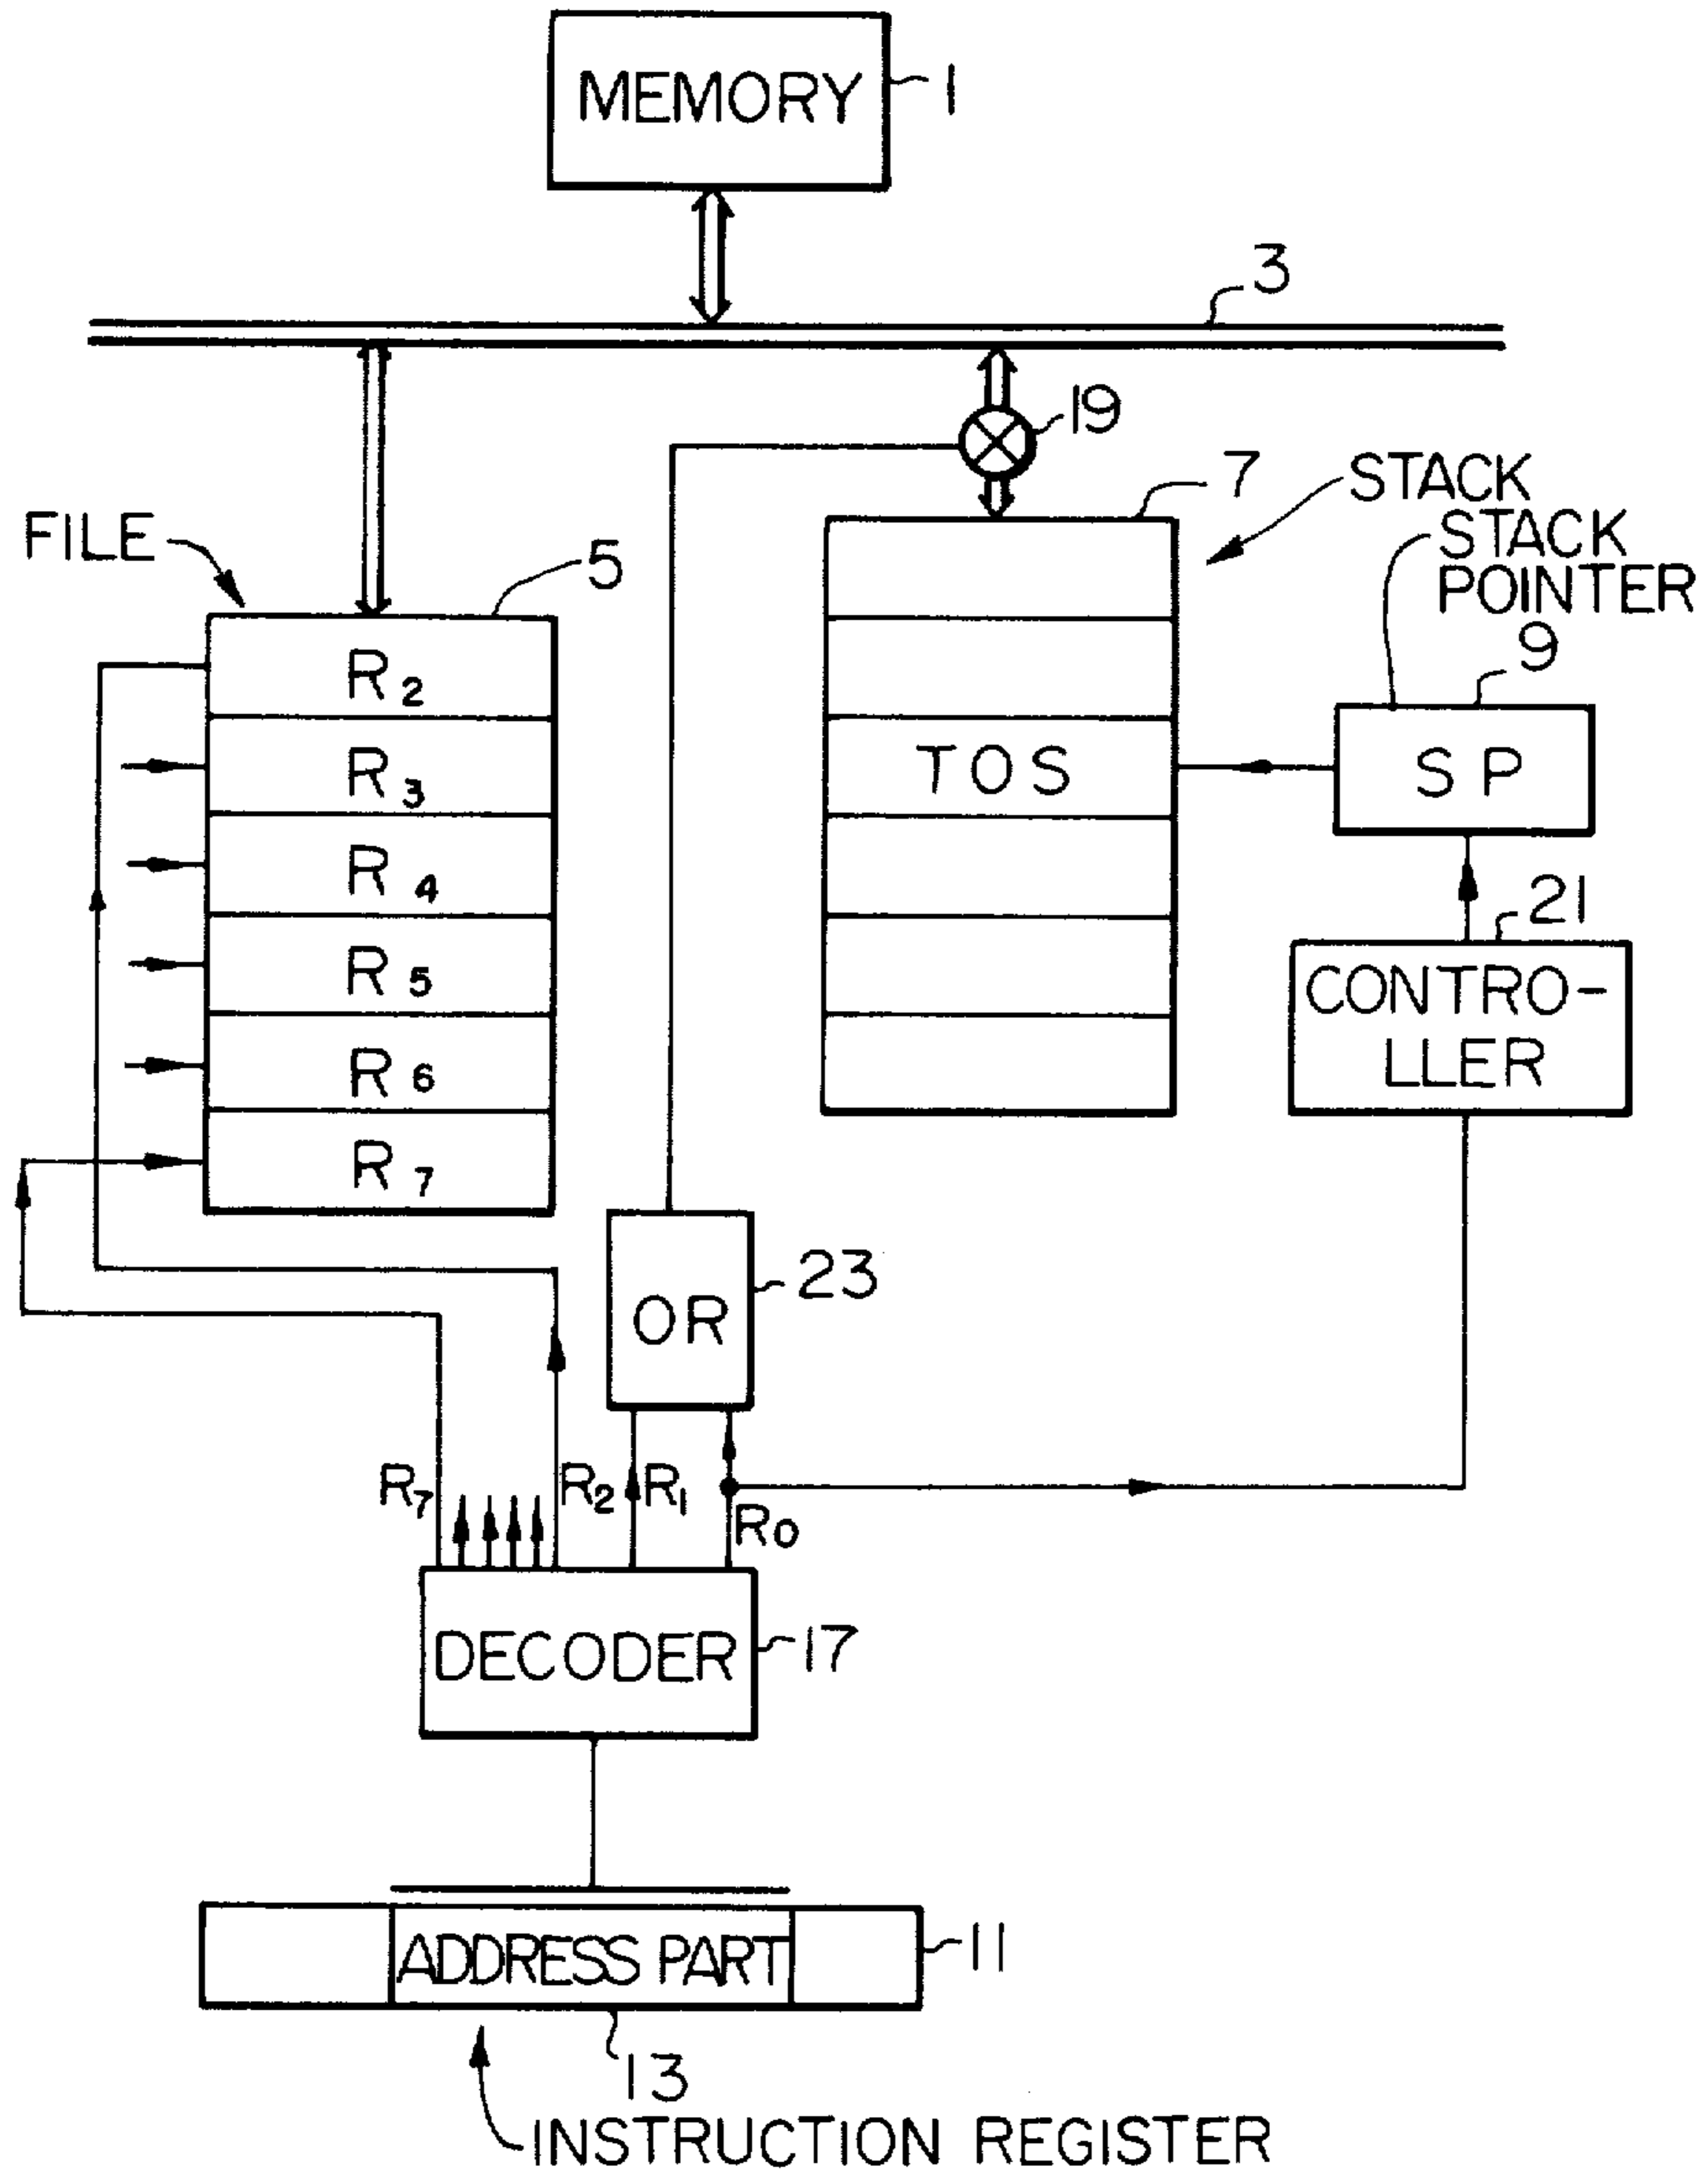 MEMORY
1
3
19
7
STACK
STACK
POINTER
9
FILE
5
R2
R3
R4
R5
R6
R7
TOS
SP
21
CONTRO-
LLER
23
OR
R7
R2
R1
R0
DECODER
17
ADDRESS PART
11
13
INSTRUCTION REGISTER